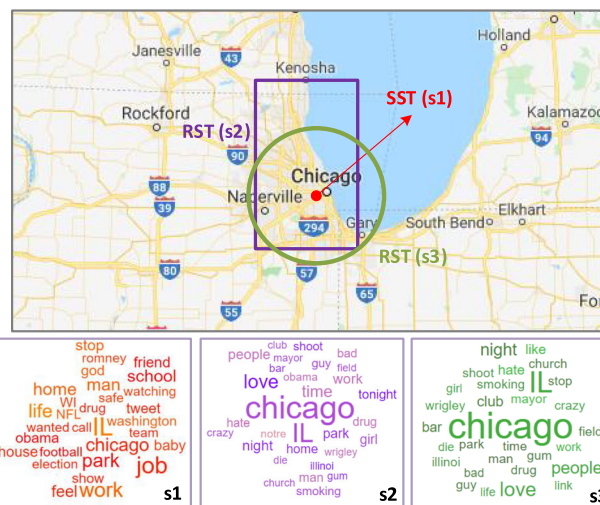 Janesville
43
Holland
Kenosha
SST (s1)
Rockford
RST (s2)
Kalamazoo
94
90
Chicago
88
Naperville
39
Elkhart
294
Gary
South Bend
RST (s3)
80
57
65
55
For
stop
romney
god
friend
school
home
man
watching
WI
safe
life
NFL
drug
tweet
wanted
call
IL
washington
team
obama
chicago
baby
house
football
election
park
job
show
feel
work
s1
club
shoot
people
mayor
bad
bar
guy
field
love
obama
work
time
tonight
chicago
hate
drug
crazy
notre
IL
park
girl
night
home
wrigley
die
illinoi
man
gum
church
smoking
s2
night
like
church
shoot
hate
IL
stop
girl
smoking
club
mayor
wrigley
crazy
bar
chicago
field
die
park
time
work
illinoi
man
gum
bad
drug
people
guy
life
love
link
s3